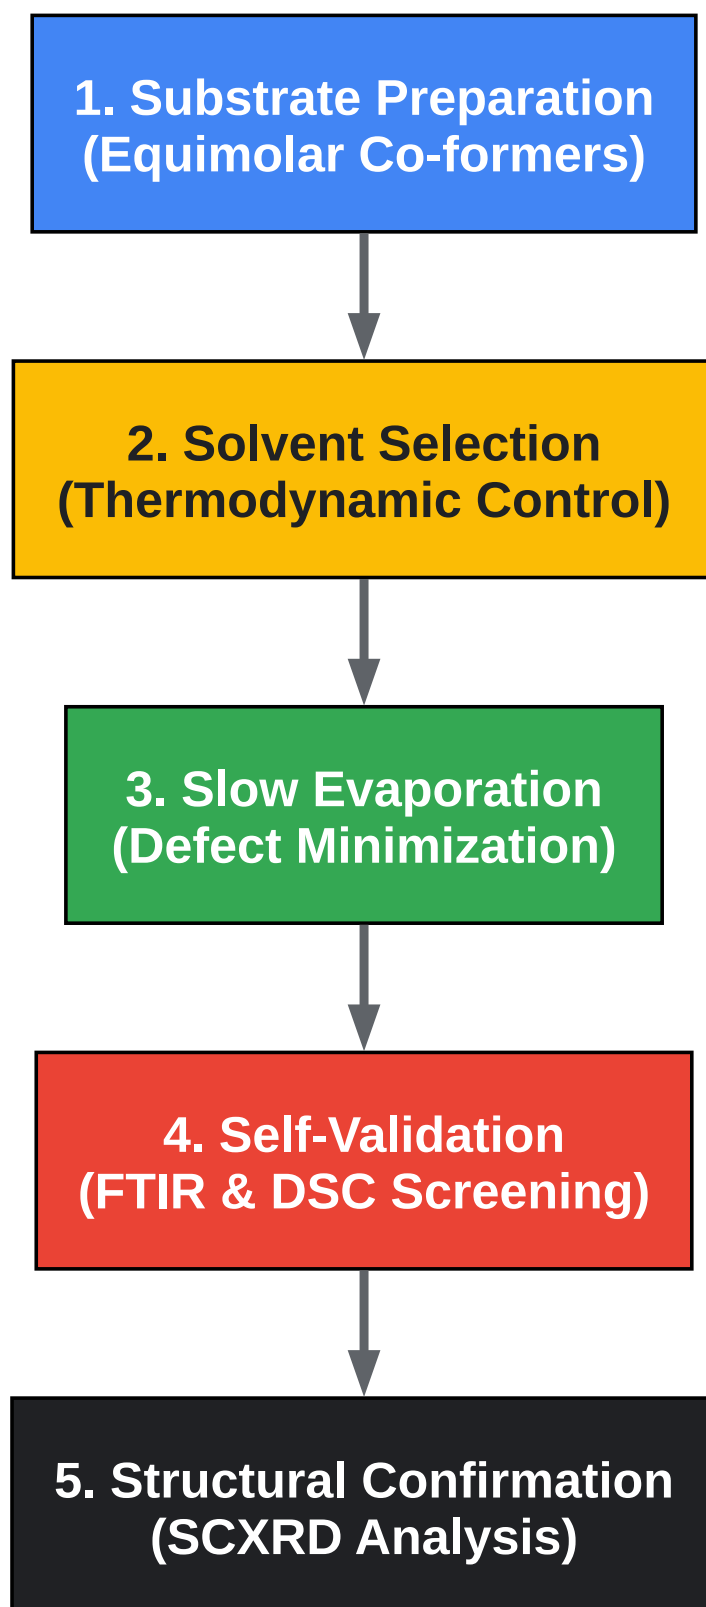 1. Substrate Preparation
(Equimolar Co-formers)
2. Solvent Selection
(Thermodynamic Control)
3. Slow Evaporation
(Defect Minimization)
4. Self-Validation
(FTIR & DSC Screening)
5. Structural Confirmation
(SCXRD Analysis)